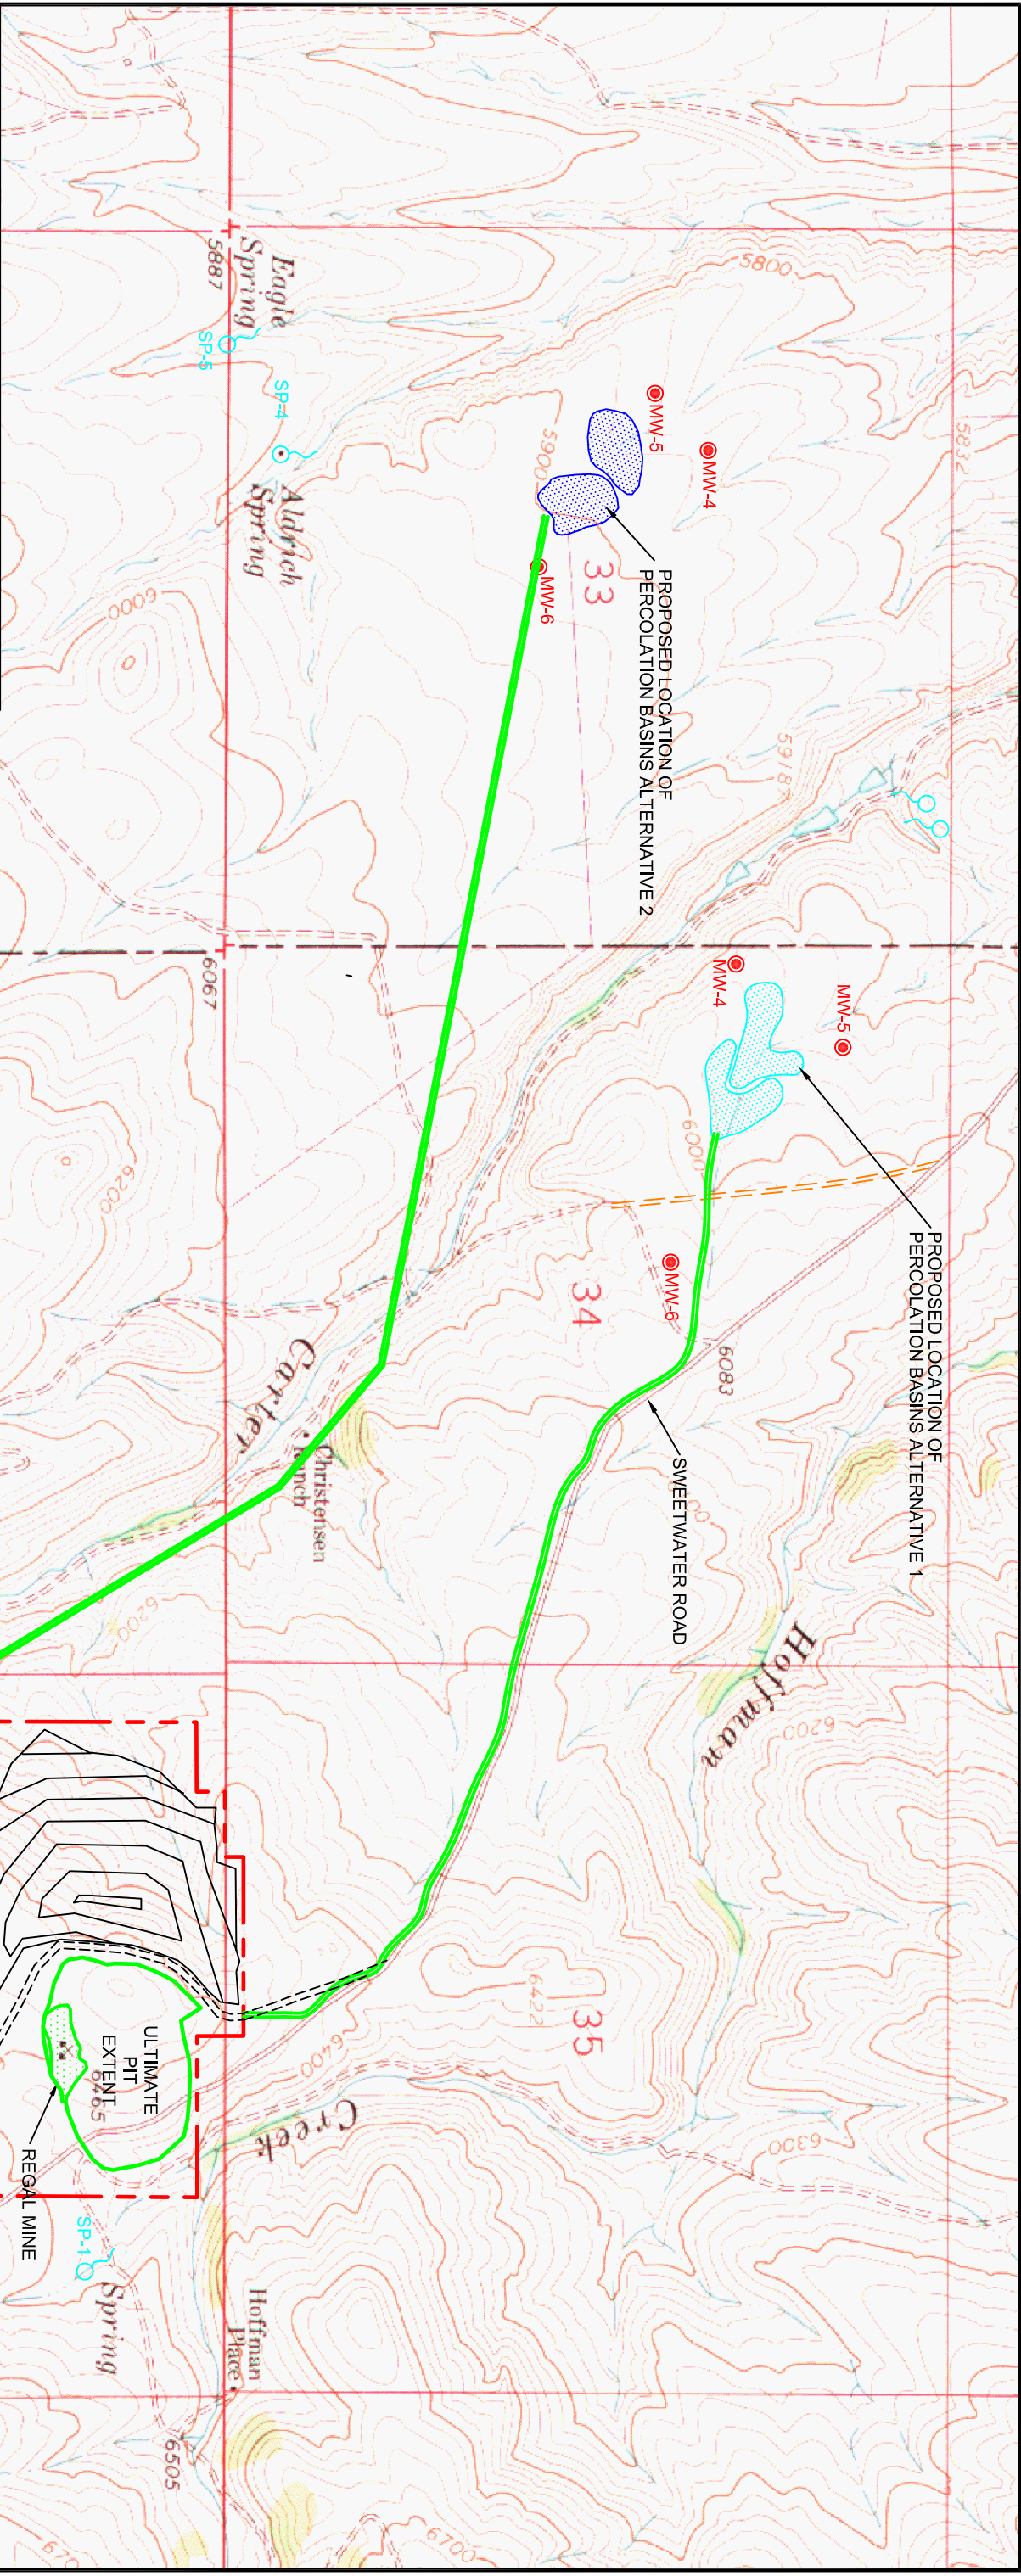 5800
5832
Eagle
Spring
5887
SP-5
SP-4
Aldrich
Spring
MW-5
MW-4
5900
MW-6
33
PROPOSED LOCATION OF
PERCOLATION BASINS ALTERNATIVE 2
6000
5918
6067
MW-4
MW-5
6000
6200
PROPOSED LOCATION OF
PERCOLATION BASINS ALTERNATIVE 1
MW-6
34
6083
SWEETWATER ROAD
Carter
Christensen
Ranch
6300
Hoffman
6200
6422
35
6400
Creek
6300
ULTIMATE
PIT
EXTENT
6465
REGAL MINE
SP-1
Spring
Hoffman
Place
6505
6700